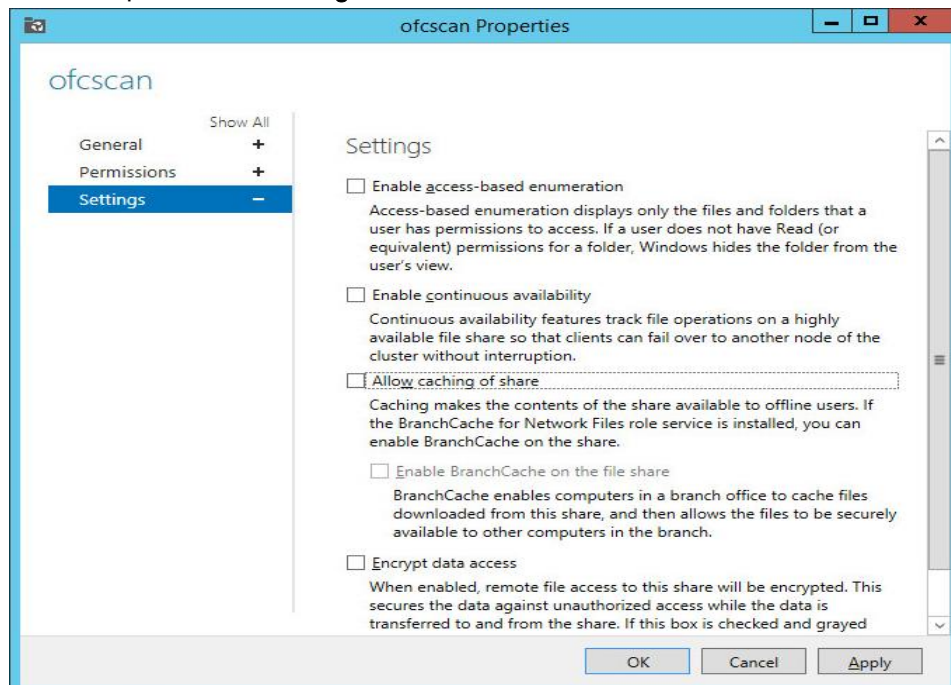 ofcscan Properties
ofcscan
Show All
General +
Permissions +
Settings −
Settings
Enable access-based enumeration
Access-based enumeration displays only the files and folders that a
user has permissions to access. If a user does not have Read (or
equivalent) permissions for a folder, Windows hides the folder from the
user's view.
Enable continuous availability
Continuous availability features track file operations on a highly
available file share so that clients can fail over to another node of the
cluster without interruption.
Allow caching of share
Caching makes the contents of the share available to offline users. If
the BranchCache for Network Files role service is installed, you can
enable BranchCache on the share.
Enable BranchCache on the file share
BranchCache enables computers in a branch office to cache files
downloaded from this share, and then allows the files to be securely
available to other computers in the branch.
Encrypt data access
When enabled, remote file access to this share will be encrypted. This
secures the data against unauthorized access while the data is
transferred to and from the share. If this box is checked and grayed
OK Cancel Apply